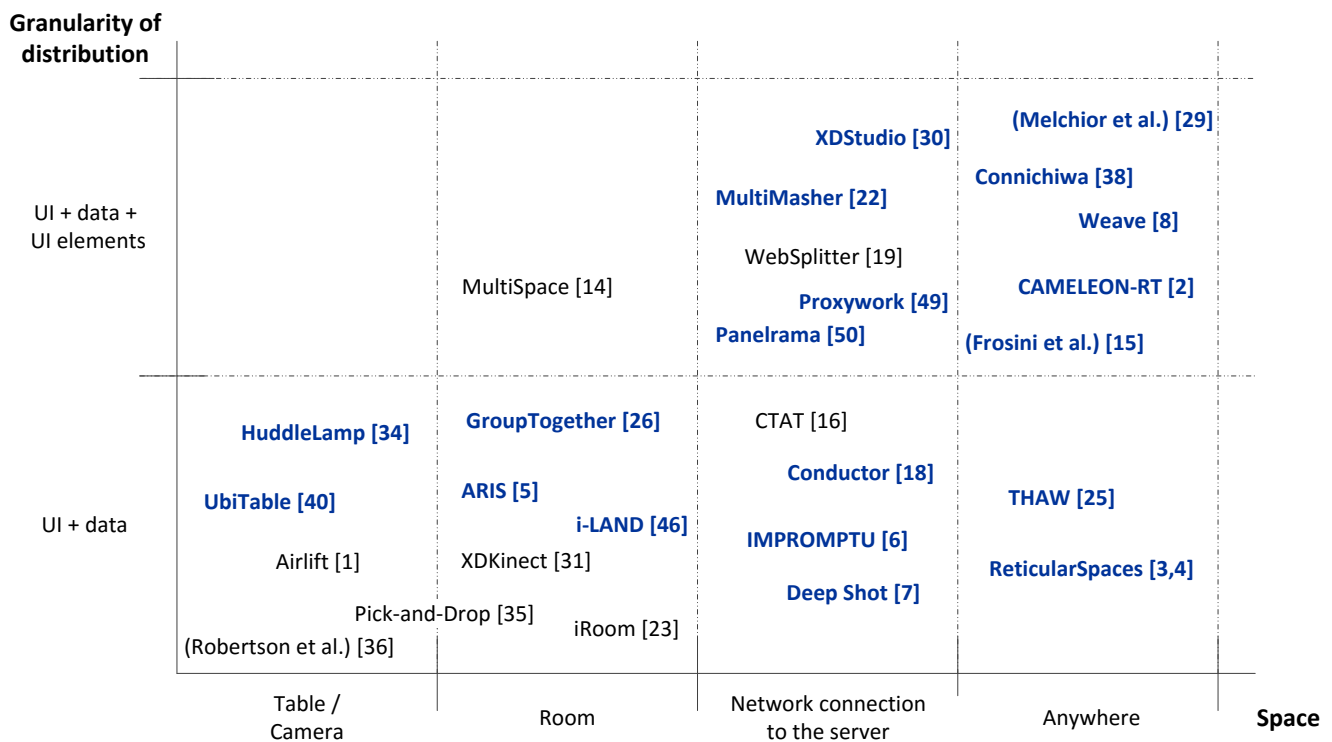 Granularity of
distribution
(Melchior et al.) [29]
XDStudio [30]
Connichiwa [38]
MultiMasher [22]
UI + data +
UI elements
Weave [8]
WebSplitter [19]
MultiSpace [14]
CAMELEON-RT [2]
Proxywork [49]
Panelrama [50]
(Frosini et al.) [15]
HuddleLamp [34]
GroupTogether [26]
CTAT [16]
Conductor [18]
UbiTable [40]
ARIS [5]
THAW [25]
UI + data
i-LAND [46]
IMPROMPTU [6]
Airlift [1]
XDKinect [31]
ReticularSpaces [3,4]
Deep Shot [7]
Pick-and-Drop [35]
iRoom [23]
(Robertson et al.) [36]
Table /
Camera
Room
Network connection
to the server
Anywhere
Space